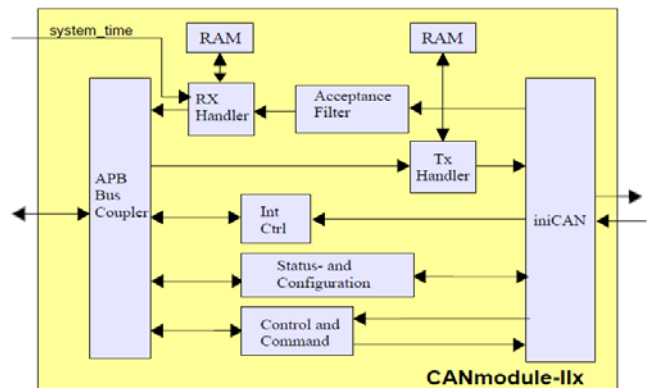 system_time
RAM
RAM
RX
Handler
Acceptance
Filter
APB
Bus
Coupler
Tx
Handler
Int
Ctrl
iniCAN
Status- and
Configuration
Control and
Command
CANmodule-IIx